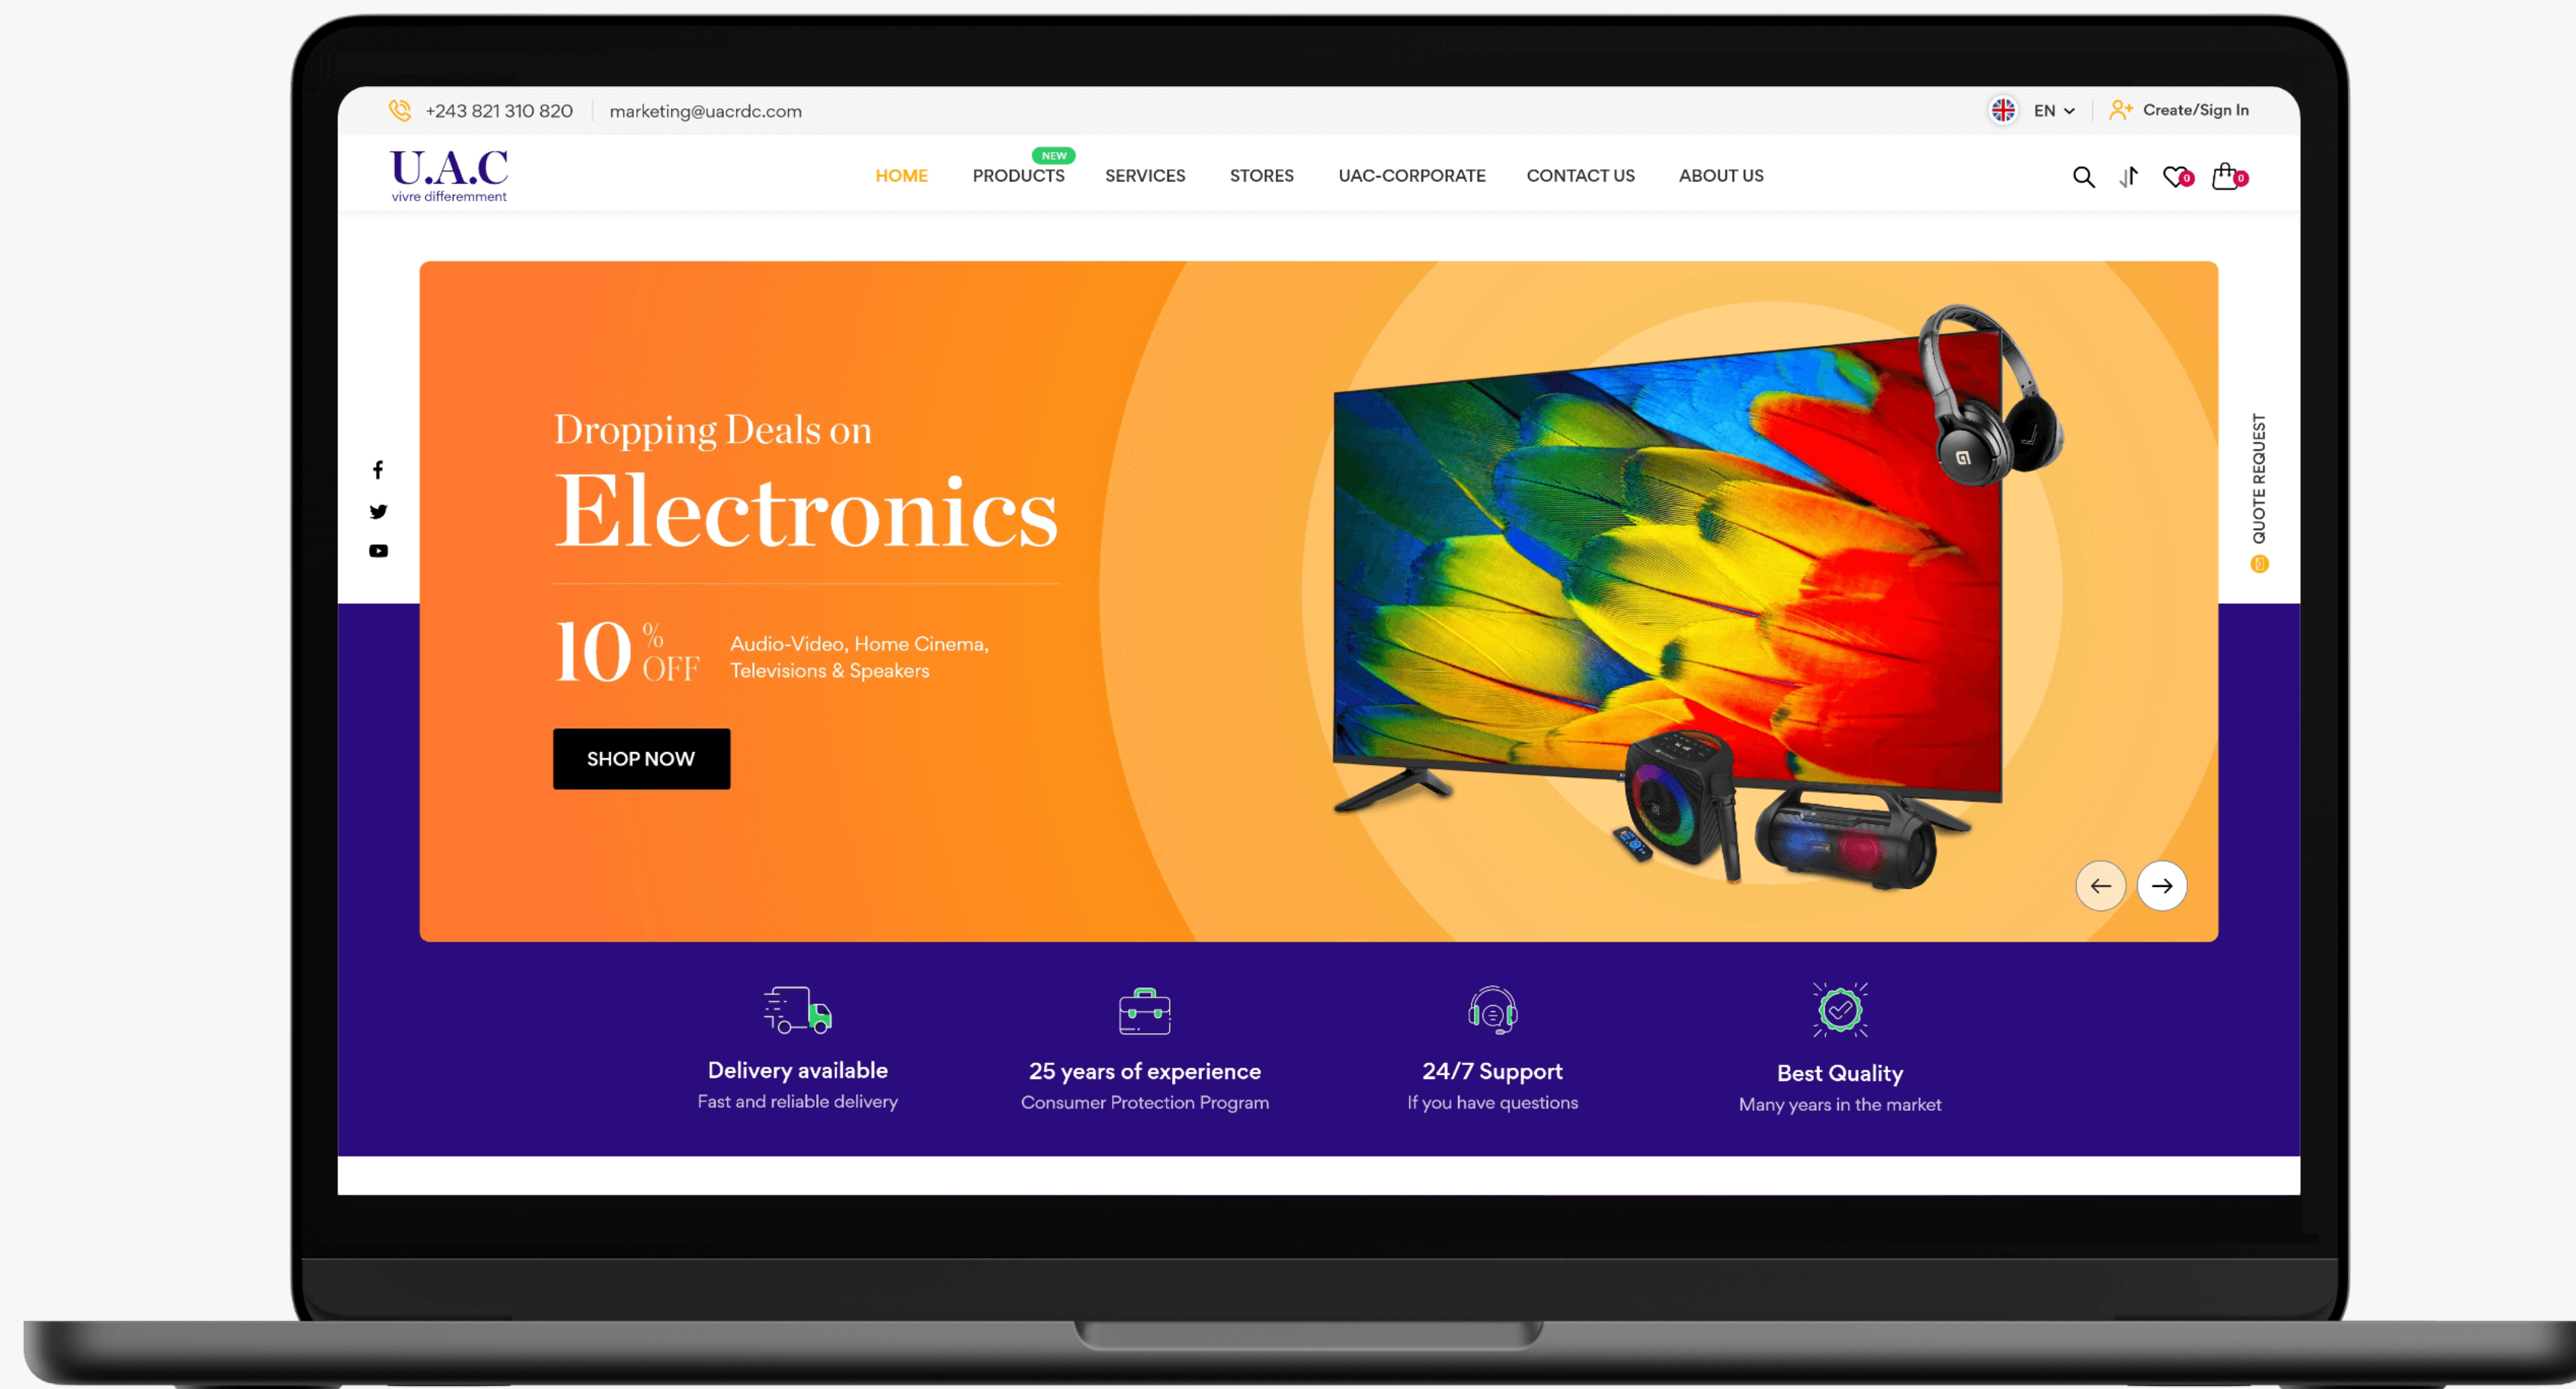 +243 821 310 820
marketing@uacrdc.com
EN
Create/Sign In
U.A.C
vivre differemment
HOME
NEW
PRODUCTS
SERVICES
STORES
UAC-CORPORATE
CONTACT US
ABOUT US
0
0
Dropping Deals on
Electronics
10 % OFF
Audio-Video, Home Cinema,
Televisions & Speakers
SHOP NOW
QUOTE REQUEST
Delivery available
Fast and reliable delivery
25 years of experience
Consumer Protection Program
24/7 Support
If you have questions
Best Quality
Many years in the market